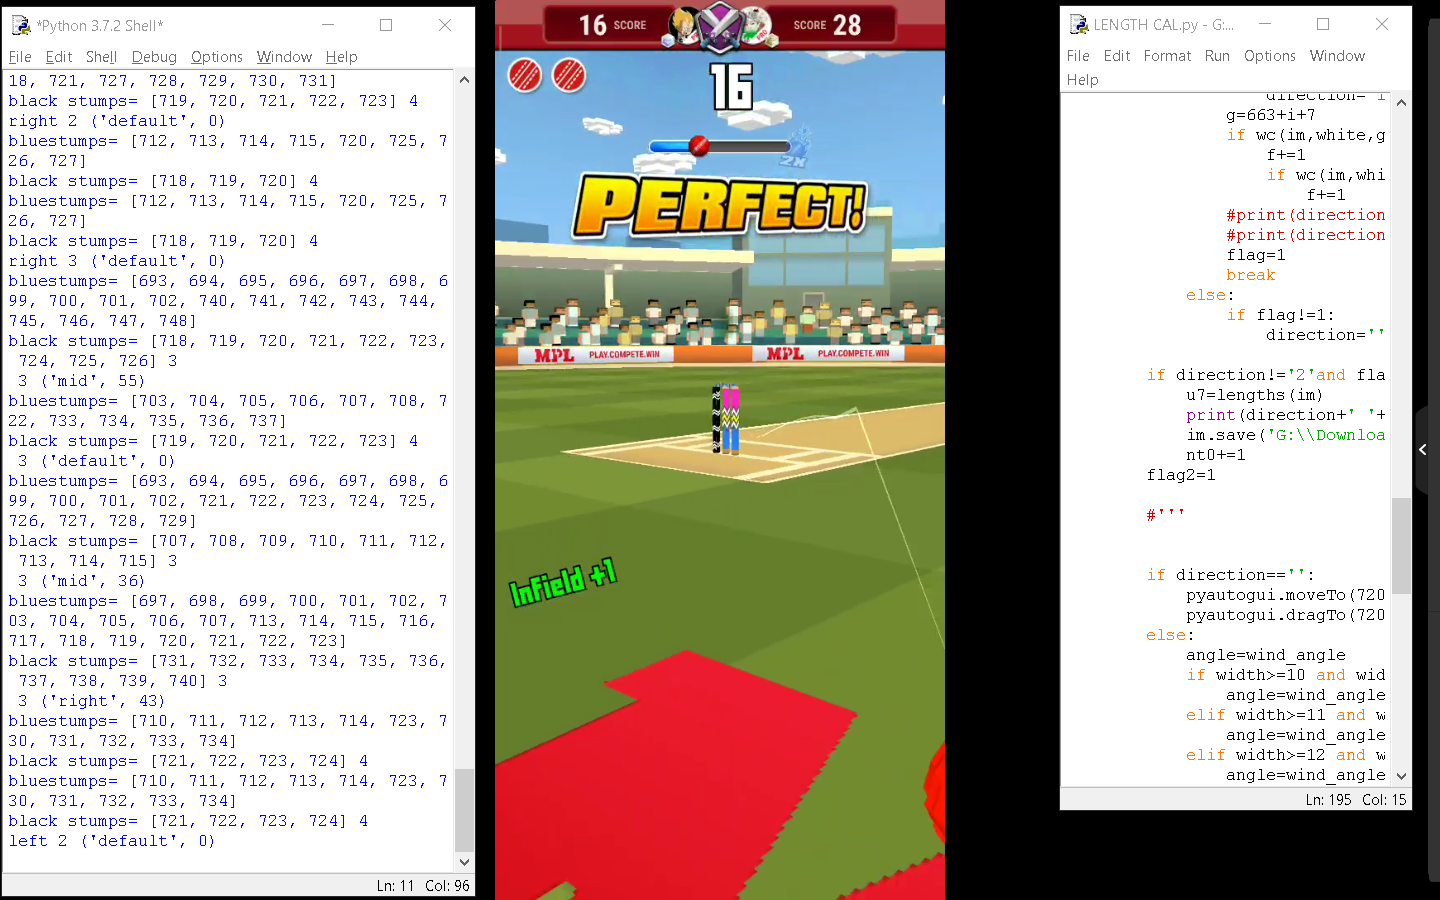 *Python 3.7.2 Shell*
File Edit Shell Debug Options Window Help
18, 721, 727, 728, 729, 730, 731]
black stumps= [719, 720, 721, 722, 723] 4
right 2 ('default', 0)
bluestumps= [712, 713, 714, 715, 720, 725, 7
26, 727]
black stumps= [718, 719, 720] 4
bluestumps= [712, 713, 714, 715, 720, 725, 7
26, 727]
black stumps= [718, 719, 720] 4
right 3 ('default', 0)
bluestumps= [693, 694, 695, 696, 697, 698, 6
99, 700, 701, 702, 740, 741, 742, 743, 744,
745, 746, 747, 748]
black stumps= [718, 719, 720, 721, 722, 723,
724, 725, 726] 3
3 ('mid', 55)
bluestumps= [703, 704, 705, 706, 707, 708, 7
22, 733, 734, 735, 736, 737]
black stumps= [719, 720, 721, 722, 723] 4
3 ('default', 0)
bluestumps= [693, 694, 695, 696, 697, 698, 6
99, 700, 701, 702, 721, 722, 723, 724, 725,
726, 727, 728, 729]
black stumps= [707, 708, 709, 710, 711, 712,
713, 714, 715] 3
3 ('mid', 36)
bluestumps= [697, 698, 699, 700, 701, 702, 7
03, 704, 705, 706, 707, 713, 714, 715, 716,
717, 718, 719, 720, 721, 722, 723]
black stumps= [731, 732, 733, 734, 735, 736,
737, 738, 739, 740] 3
3 ('right', 43)
bluestumps= [710, 711, 712, 713, 714, 723, 7
30, 731, 732, 733, 734]
black stumps= [721, 722, 723, 724] 4
bluestumps= [710, 711, 712, 713, 714, 723, 7
30, 731, 732, 733, 734]
black stumps= [721, 722, 723, 724] 4
left 2 ('default', 0)
Ln: 11 Col: 96
16 SCORE
SCORE 28
PRO
16
2X
PERFECT!
MPL PLAY.COMPETE.WIN
MPL PLAY.COMPETE.WIN
Infield +1
LENGTH CAL.py - G:...
File Edit Format Run Options Window
Help
direction='i
g=663+i+7
if wc(im,white,g
f+=1
if wc(im,whi
f+=1
#print(direction
#print(direction
flag=1
break
else:
if flag!=1:
direction=''
if direction!='2'and fla
u7=lengths(im)
print(direction+' '+
im.save('G:\\Downloa
nt0+=1
flag2=1
#'''
if direction=='':
pyautogui.moveTo(720
pyautogui.dragTo(720
else:
angle=wind_angle
if width>=10 and wid
angle=wind_angle
elif width>=11 and w
angle=wind_angle
elif width>=12 and w
angle=wind_angle
Ln: 195 Col: 15